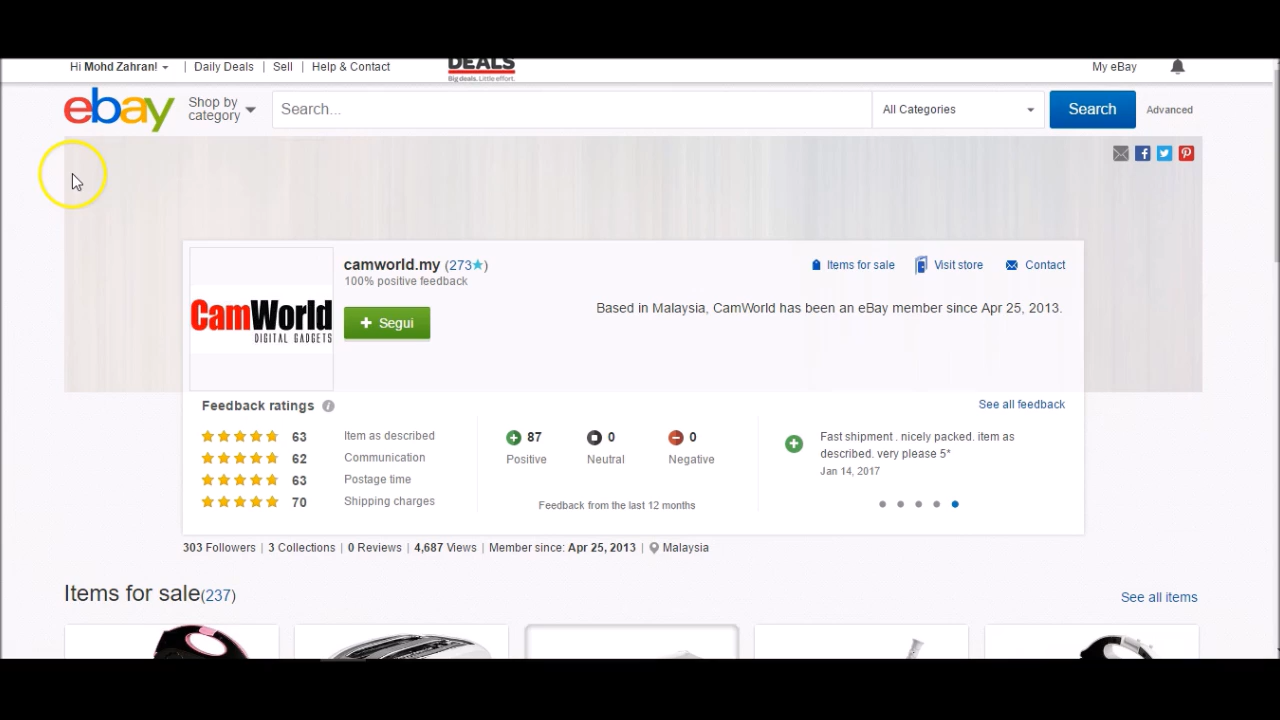 Hi Mohd Zahran! | Daily Deals | Sell | Help & Contact
DEALS
Big deals. Little effort.
My eBay
ebay
Shop by category
Search...
All Categories
Search
Advanced
f
CamWorld
DIGITAL GADGETS
camworld.my (273★)
100% positive feedback
+ Segui
Items for sale
Visit store
Contact
Based in Malaysia, CamWorld has been an eBay member since Apr 25, 2013.
Feedback ratings i
See all feedback
63 Item as described
62 Communication
63 Postage time
70 Shipping charges
87
Positive
0
Neutral
0
Negative
Feedback from the last 12 months
Fast shipment . nicely packed. item as
described. very please 5*
Jan 14, 2017
303 Followers | 3 Collections | 0 Reviews | 4,687 Views | Member since: Apr 25, 2013 | Malaysia
Items for sale(237)
See all items